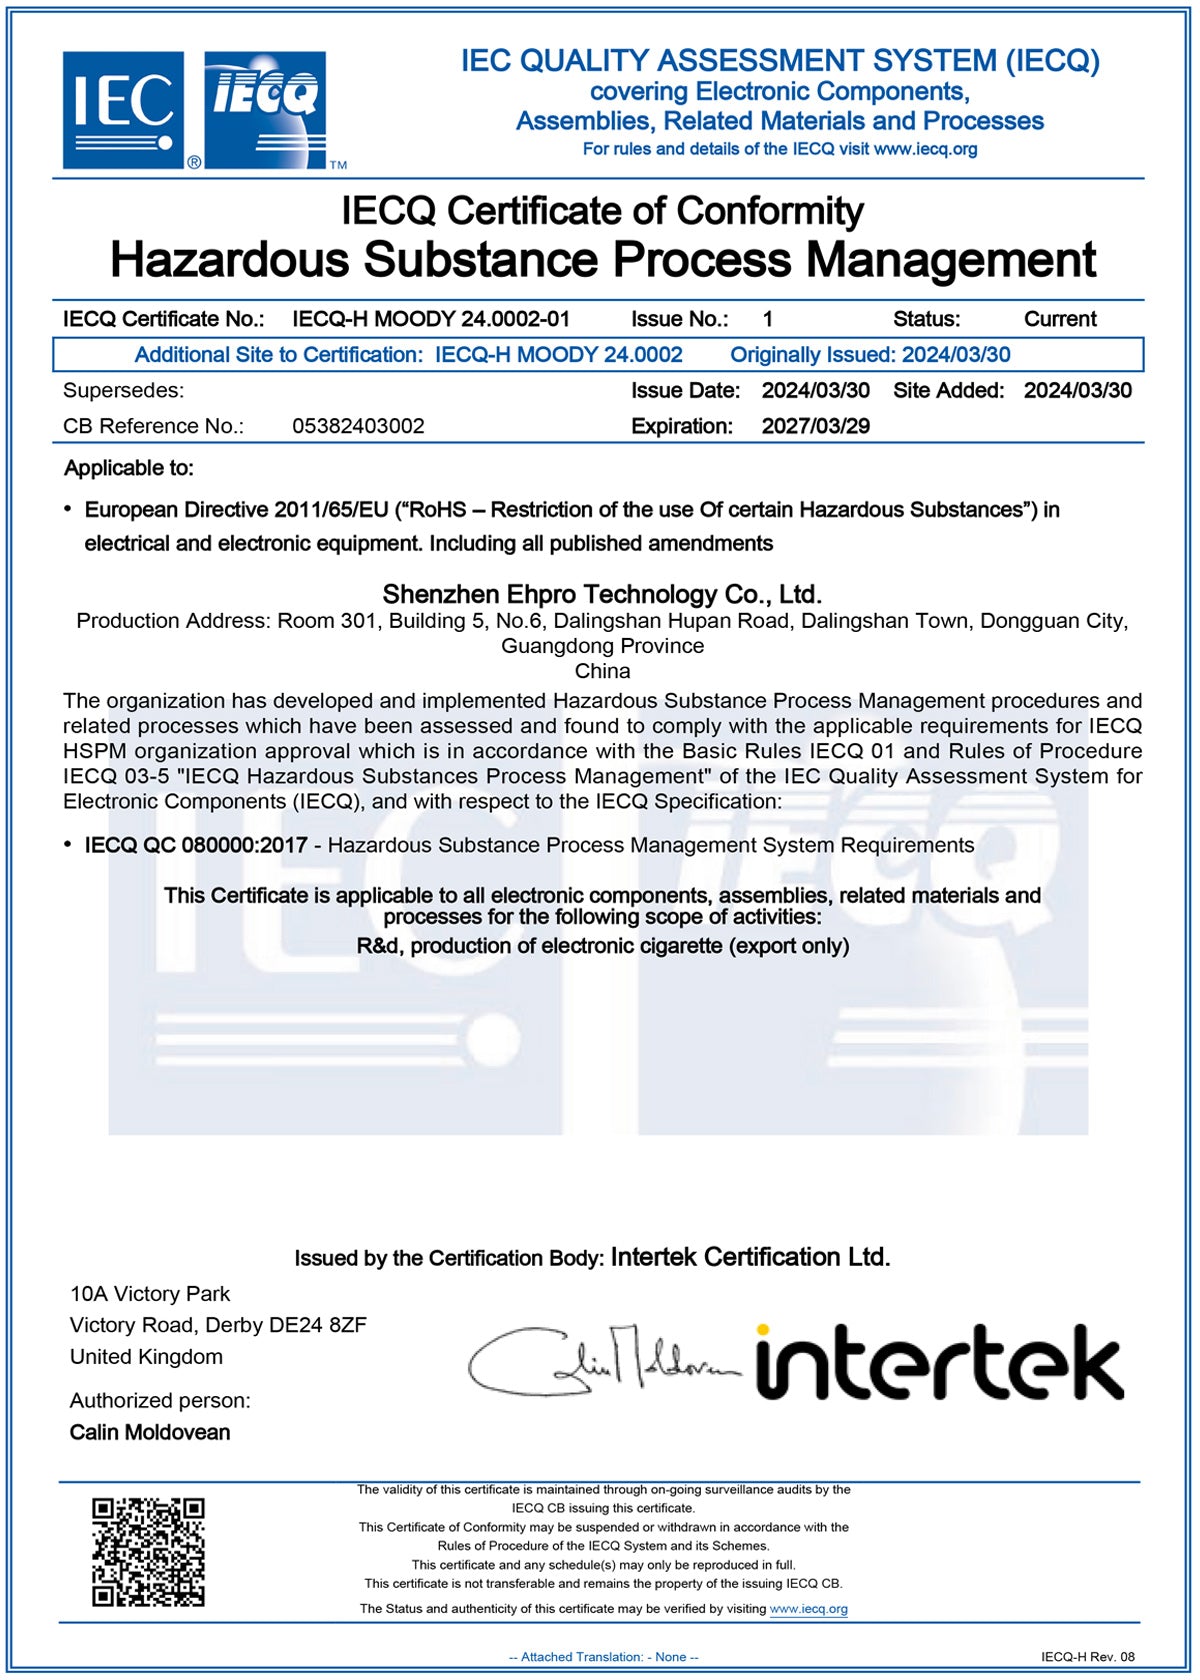 IEC
®
IECQ
TM
IEC QUALITY ASSESSMENT SYSTEM (IECQ)
covering Electronic Components,
Assemblies, Related Materials and Processes
For rules and details of the IECQ visit www.iecq.org
IECQ Certificate of Conformity
Hazardous Substance Process Management
IECQ Certificate No.: IECQ-H MOODY 24.0002-01 Issue No.: 1 Status: Current
Additional Site to Certification: IECQ-H MOODY 24.0002 Originally Issued: 2024/03/30
Supersedes: Issue Date: 2024/03/30 Site Added: 2024/03/30
CB Reference No.: 05382403002 Expiration: 2027/03/29
Applicable to:
• European Directive 2011/65/EU (“RoHS – Restriction of the use Of certain Hazardous Substances”) in
electrical and electronic equipment. Including all published amendments
Shenzhen Ehpro Technology Co., Ltd.
Production Address: Room 301, Building 5, No.6, Dalingshan Hupan Road, Dalingshan Town, Dongguan City,
Guangdong Province
China
The organization has developed and implemented Hazardous Substance Process Management procedures and
related processes which have been assessed and found to comply with the applicable requirements for IECQ
HSPM organization approval which is in accordance with the Basic Rules IECQ 01 and Rules of Procedure
IECQ 03-5 "IECQ Hazardous Substances Process Management" of the IEC Quality Assessment System for
Electronic Components (IECQ), and with respect to the IECQ Specification:
• IECQ QC 080000:2017 - Hazardous Substance Process Management System Requirements
This Certificate is applicable to all electronic components, assemblies, related materials and
processes for the following scope of activities:
R&d, production of electronic cigarette (export only)
IEC
IECQ
Issued by the Certification Body: Intertek Certification Ltd.
10A Victory Park
Victory Road, Derby DE24 8ZF
United Kingdom
Authorized person:
Calin Moldovean
Calin Moldovean
intertek
The validity of this certificate is maintained through on-going surveillance audits by the
IECQ CB issuing this certificate.
This Certificate of Conformity may be suspended or withdrawn in accordance with the
Rules of Procedure of the IECQ System and its Schemes.
This certificate and any schedule(s) may only be reproduced in full.
This certificate is not transferable and remains the property of the issuing IECQ CB.
The Status and authenticity of this certificate may be verified by visiting www.iecq.org
-- Attached Translation: - None --
IECQ-H Rev. 08